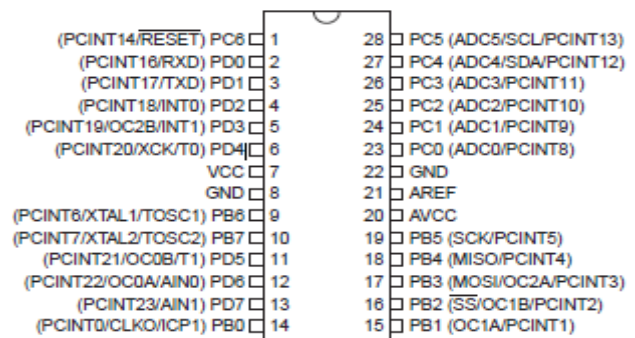 (PCINT14/RESET) PC6 1 28 PC5 (ADC5/SCL/PCINT13)
(PCINT16/RXD) PD0 2 27 PC4 (ADC4/SDA/PCINT12)
(PCINT17/TXD) PD1 3 26 PC3 (ADC3/PCINT11)
(PCINT18/INT0) PD2 4 25 PC2 (ADC2/PCINT10)
(PCINT19/OC2B/INT1) PD3 5 24 PC1 (ADC1/PCINT9)
(PCINT20/XCK/T0) PD4 6 23 PC0 (ADC0/PCINT8)
VCC 7 22 GND
GND 8 21 AREF
(PCINT6/XTAL1/TOSC1) PB6 9 20 AVCC
(PCINT7/XTAL2/TOSC2) PB7 10 19 PB5 (SCK/PCINT5)
(PCINT21/OC0B/T1) PD5 11 18 PB4 (MISO/PCINT4)
(PCINT22/OC0A/AIN0) PD6 12 17 PB3 (MOSI/OC2A/PCINT3)
(PCINT23/AIN1) PD7 13 16 PB2 (SS/OC1B/PCINT2)
(PCINT0/CLKO/ICP1) PB0 14 15 PB1 (OC1A/PCINT1)